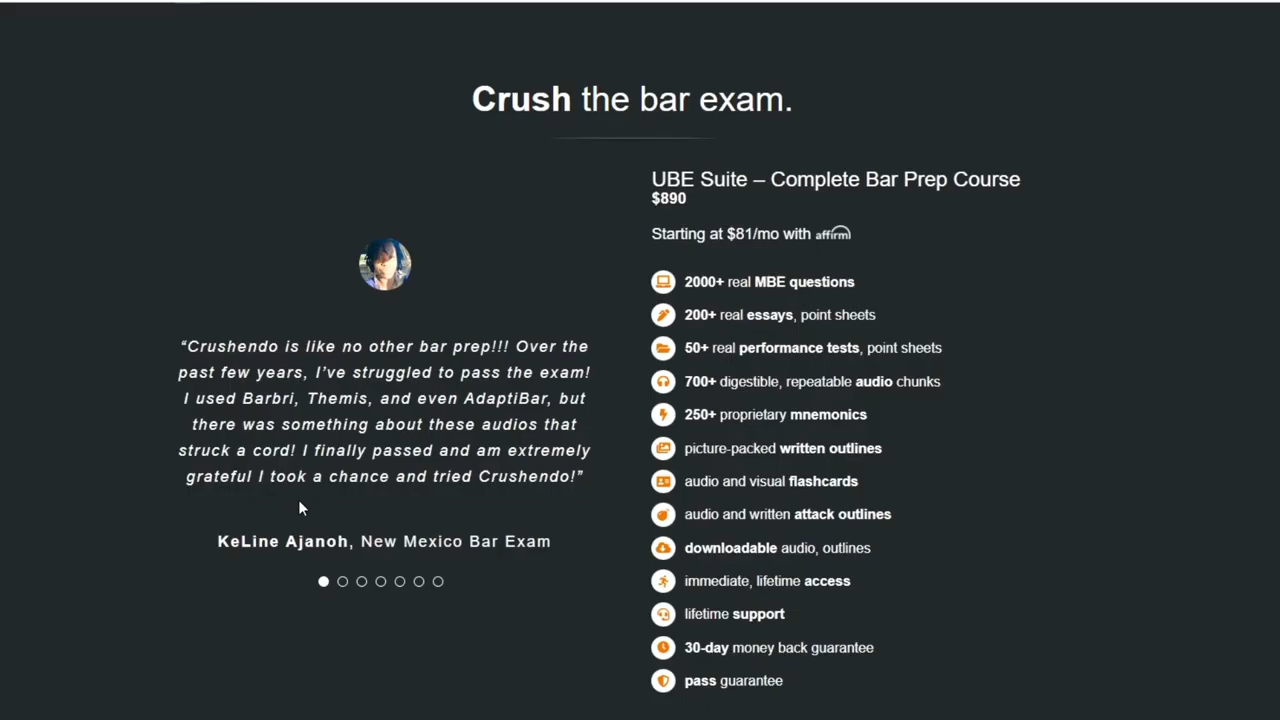 Crush the bar exam.
“Crushendo is like no other bar prep!!! Over the
past few years, I’ve struggled to pass the exam!
I used Barbri, Themis, and even AdaptiBar, but
there was something about these audios that
struck a cord! I finally passed and am extremely
grateful I took a chance and tried Crushendo!”
KeLine Ajanoh, New Mexico Bar Exam
UBE Suite – Complete Bar Prep Course
$890
Starting at $81/mo with affirm
2000+ real MBE questions
200+ real essays, point sheets
50+ real performance tests, point sheets
700+ digestible, repeatable audio chunks
250+ proprietary mnemonics
picture-packed written outlines
audio and visual flashcards
audio and written attack outlines
downloadable audio, outlines
immediate, lifetime access
lifetime support
30-day money back guarantee
pass guarantee